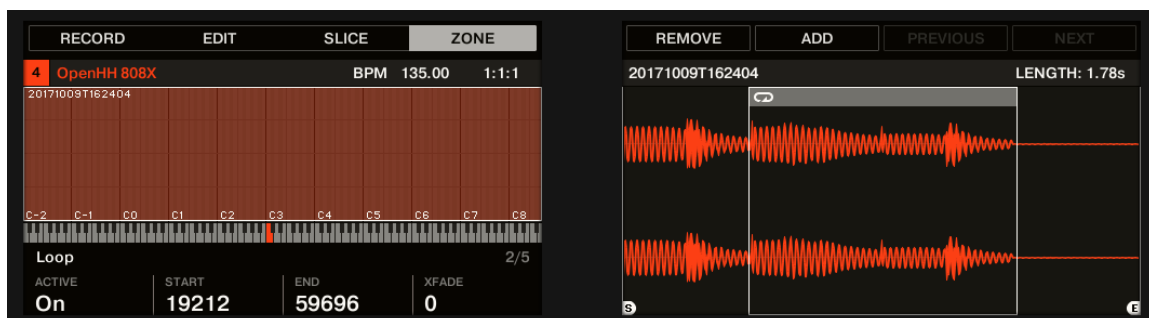 RECORD EDIT SLICE ZONE
4 OpenHH 808X BPM 135.00 1:1:1
20171009T162404
C-2 C-1 C0 C1 C2 C3 C4 C5 C6 C7 C8
Loop 2/5
ACTIVE START END XFADE
On 19212 59696 0
REMOVE ADD PREVIOUS NEXT
20171009T162404 LENGTH: 1.78s
S E